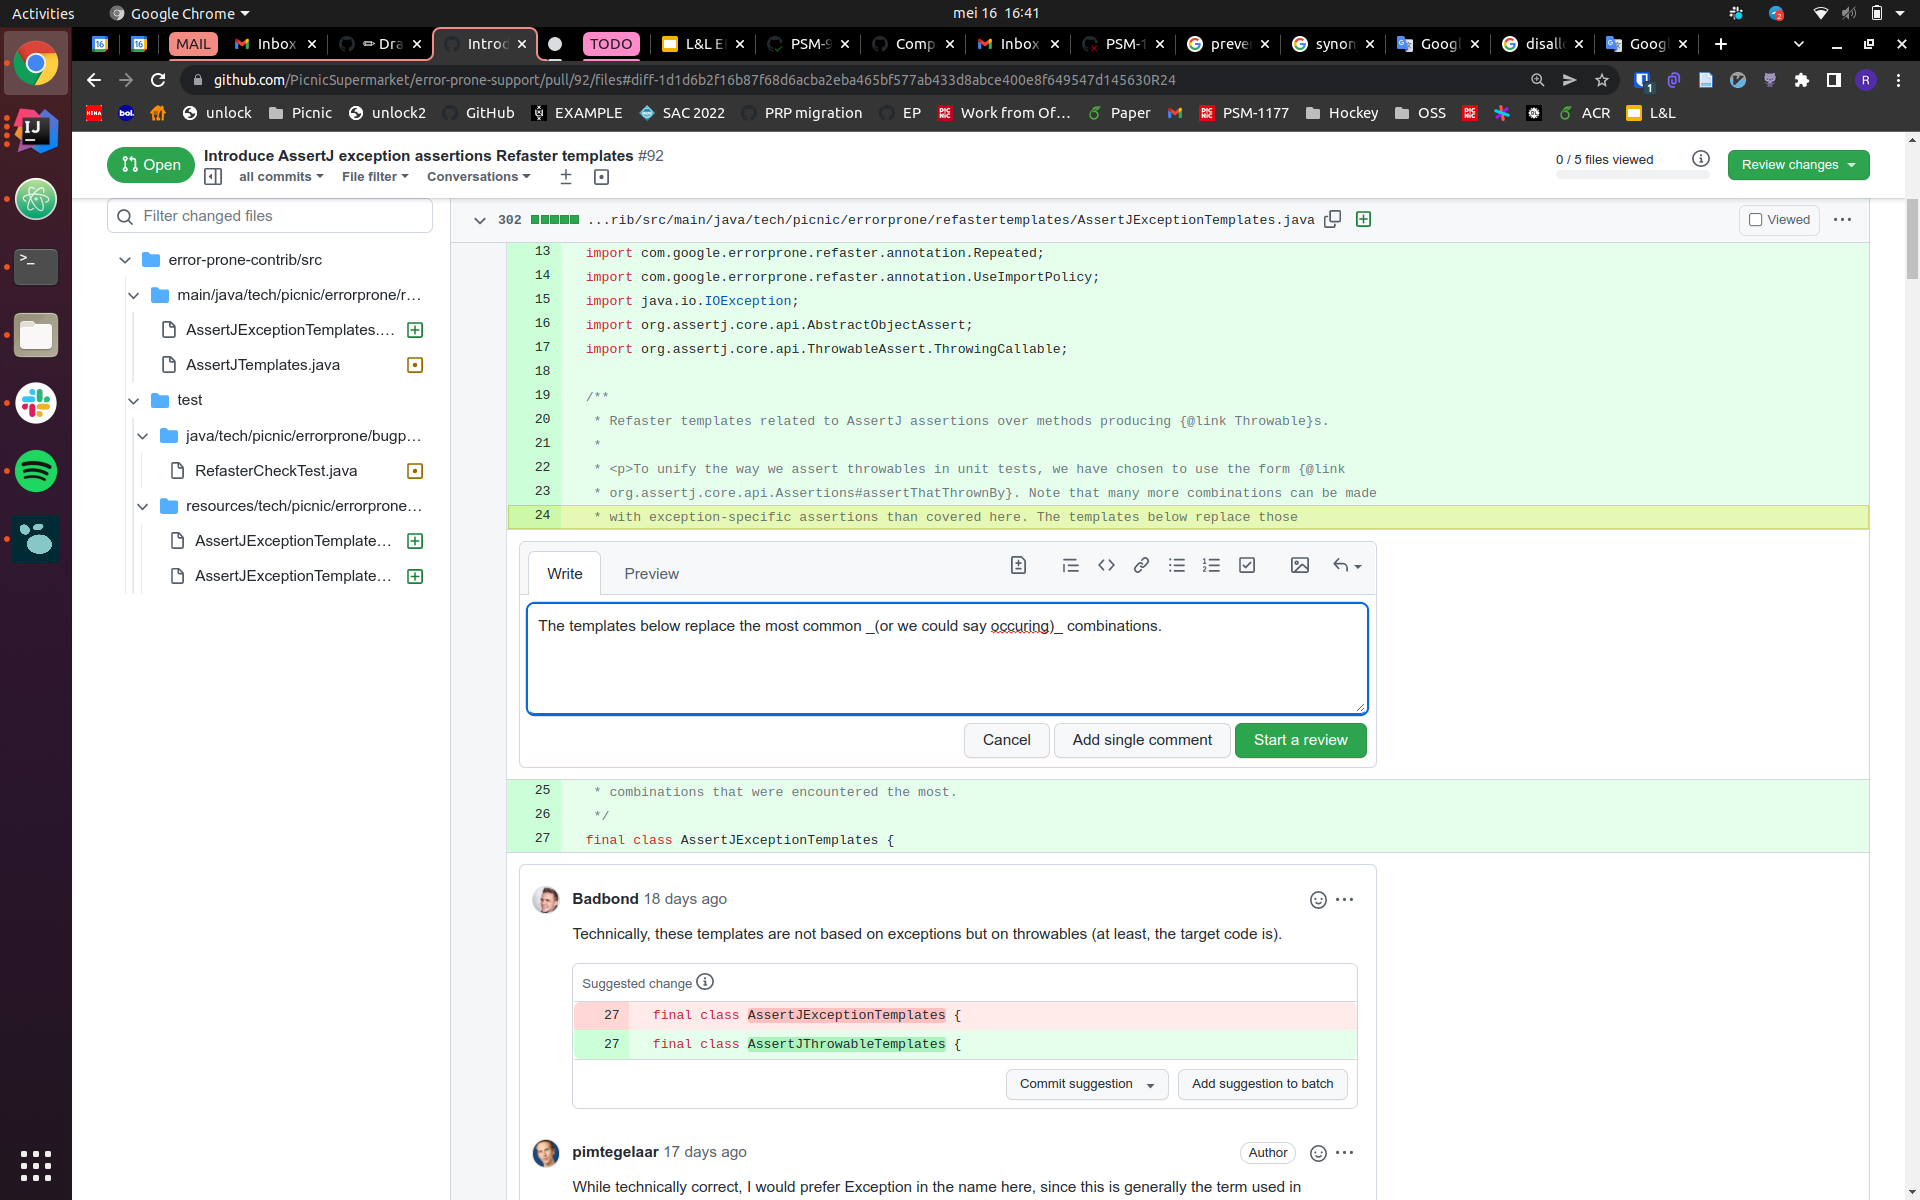 Activities
Google Chrome
mei 16 16:41
MAIL
Inbox
Dra
Introd
TODO
L&L E
PSM-9
Comp
Inbox
PSM-1
preve
synon
Googl
disall
Googl
github.com/PicnicSupermarket/error-prone-support/pull/92/files#diff-1d1d6b2f16b87f68d6acba2eba465bf577ab433d8abce400e8f649547d145630R24
unlock
Picnic
unlock2
GitHub
EXAMPLE
SAC 2022
PRP migration
EP
Work from Of...
Paper
PSM-1177
Hockey
OSS
ACR
L&L
Open
Introduce AssertJ exception assertions Refaster templates #92
all commits
File filter
Conversations
0 / 5 files viewed
Review changes
Filter changed files
error-prone-contrib/src
main/java/tech/picnic/errorprone/r...
AssertJExceptionTemplates....
AssertJTemplates.java
test
java/tech/picnic/errorprone/bugp...
RefasterCheckTest.java
resources/tech/picnic/errorprone...
AssertJExceptionTemplate...
AssertJExceptionTemplate...
302 ...rib/src/main/java/tech/picnic/errorprone/refastertemplates/AssertJExceptionTemplates.java
Viewed
13 import com.google.errorprone.refaster.annotation.Repeated;
14 import com.google.errorprone.refaster.annotation.UseImportPolicy;
15 import java.io.IOException;
16 import org.assertj.core.api.AbstractObjectAssert;
17 import org.assertj.core.api.ThrowableAssert.ThrowingCallable;
18
19 /**
20 * Refaster templates related to AssertJ assertions over methods producing {@link Throwable}s.
21 *
22 * <p>To unify the way we assert throwables in unit tests, we have chosen to use the form {@link
23 * org.assertj.core.api.Assertions#assertThatThrownBy}. Note that many more combinations can be made
24 * with exception-specific assertions than covered here. The templates below replace those
Write
Preview
The templates below replace the most common _(or we could say occuring)_ combinations.
Cancel
Add single comment
Start a review
25 * combinations that were encountered the most.
26 */
27 final class AssertJExceptionTemplates {
Badbond 18 days ago
Technically, these templates are not based on exceptions but on throwables (at least, the target code is).
Suggested change
27 final class AssertJExceptionTemplates {
27 final class AssertJThrowableTemplates {
Commit suggestion
Add suggestion to batch
pimtegelaar 17 days ago
Author
While technically correct, I would prefer Exception in the name here, since this is generally the term used in